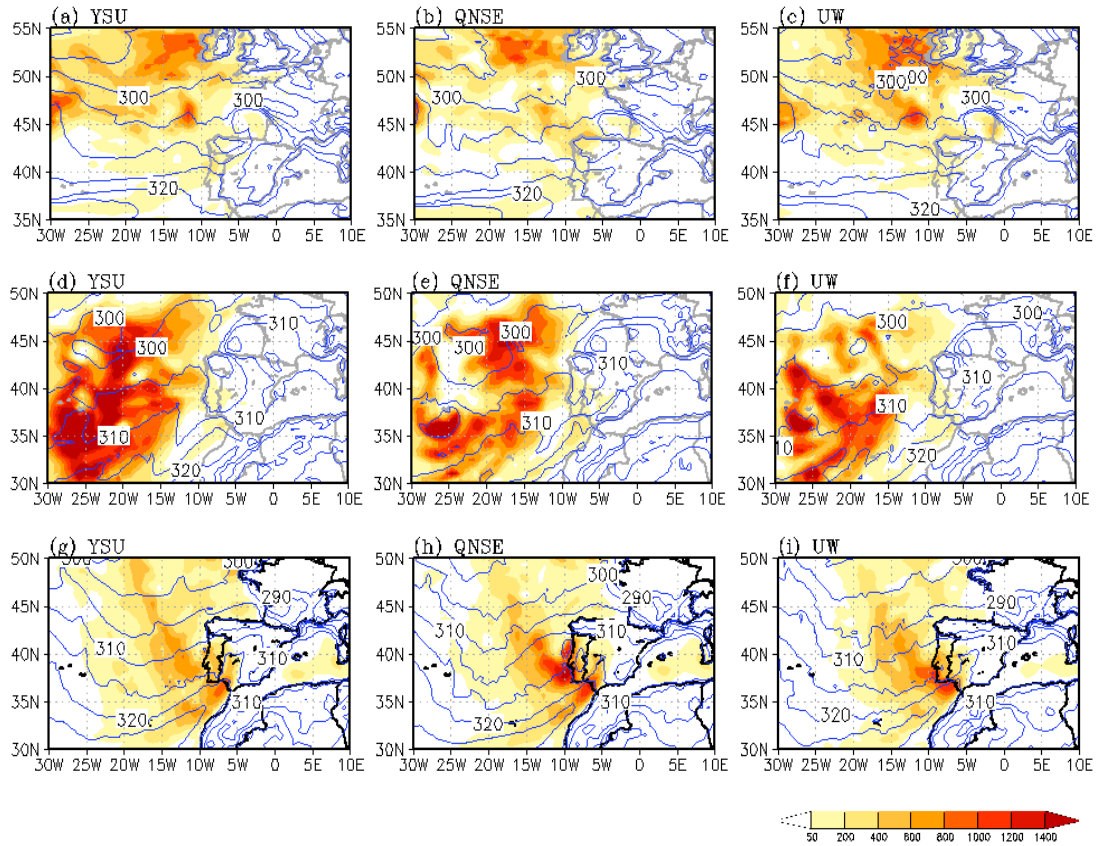 (a) YSU (b) QNSE (c) UW
55N 55N 55N
50N 50N 50N
300 300 300 300 300 00 300
45N 45N 45N
40N 40N 40N
320 320 320
35N 35N 35N
30W 25W 20W 15W 10W 5W 0 5E 10E 30W 25W 20W 15W 10W 5W 0 5E 10E 30W 25W 20W 15W 10W 5W 0 5E 10E
(d) YSU (e) QNSE (f) UW
50N 50N 50N
300 310 300 300 300 300
45N 45N 45N
300 300
40N 310 40N 310 40N 310
310 310 310
35N 310 35N 35N
320 320 10 320
30N 30N 30N
30W 25W 20W 15W 10W 5W 0 5E 10E 30W 25W 20W 15W 10W 5W 0 5E 10E 30W 25W 20W 15W 10W 5W 0 5E 10E
(g) YSU (h) QNSE (i) UW
50N 300 50N 50N 300
300
45N 290 45N 290 45N 290
310 310 310 310 310
40N 310 40N 40N 310
35N 35N 35N
320 310 320 310 320 310
30N 30N 30N
30W 25W 20W 15W 10W 5W 0 5E 10E 30W 25W 20W 15W 10W 5W 0 5E 10E 30W 25W 20W 15W 10W 5W 0 5E 10E
50 200 400 600 800 1000 1200 1400